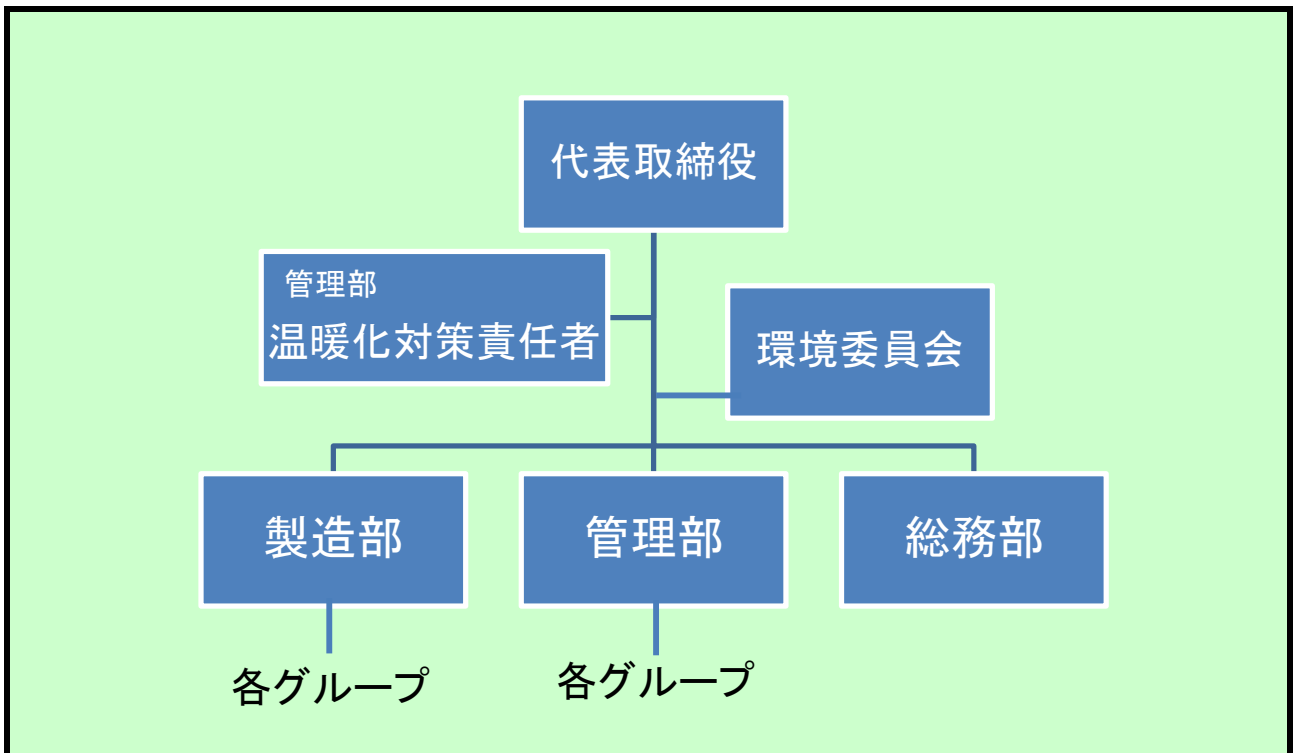 代表取締役
管理部
温暖化対策責任者
環境委員会
製造部
管理部
総務部
各グループ
各グループ